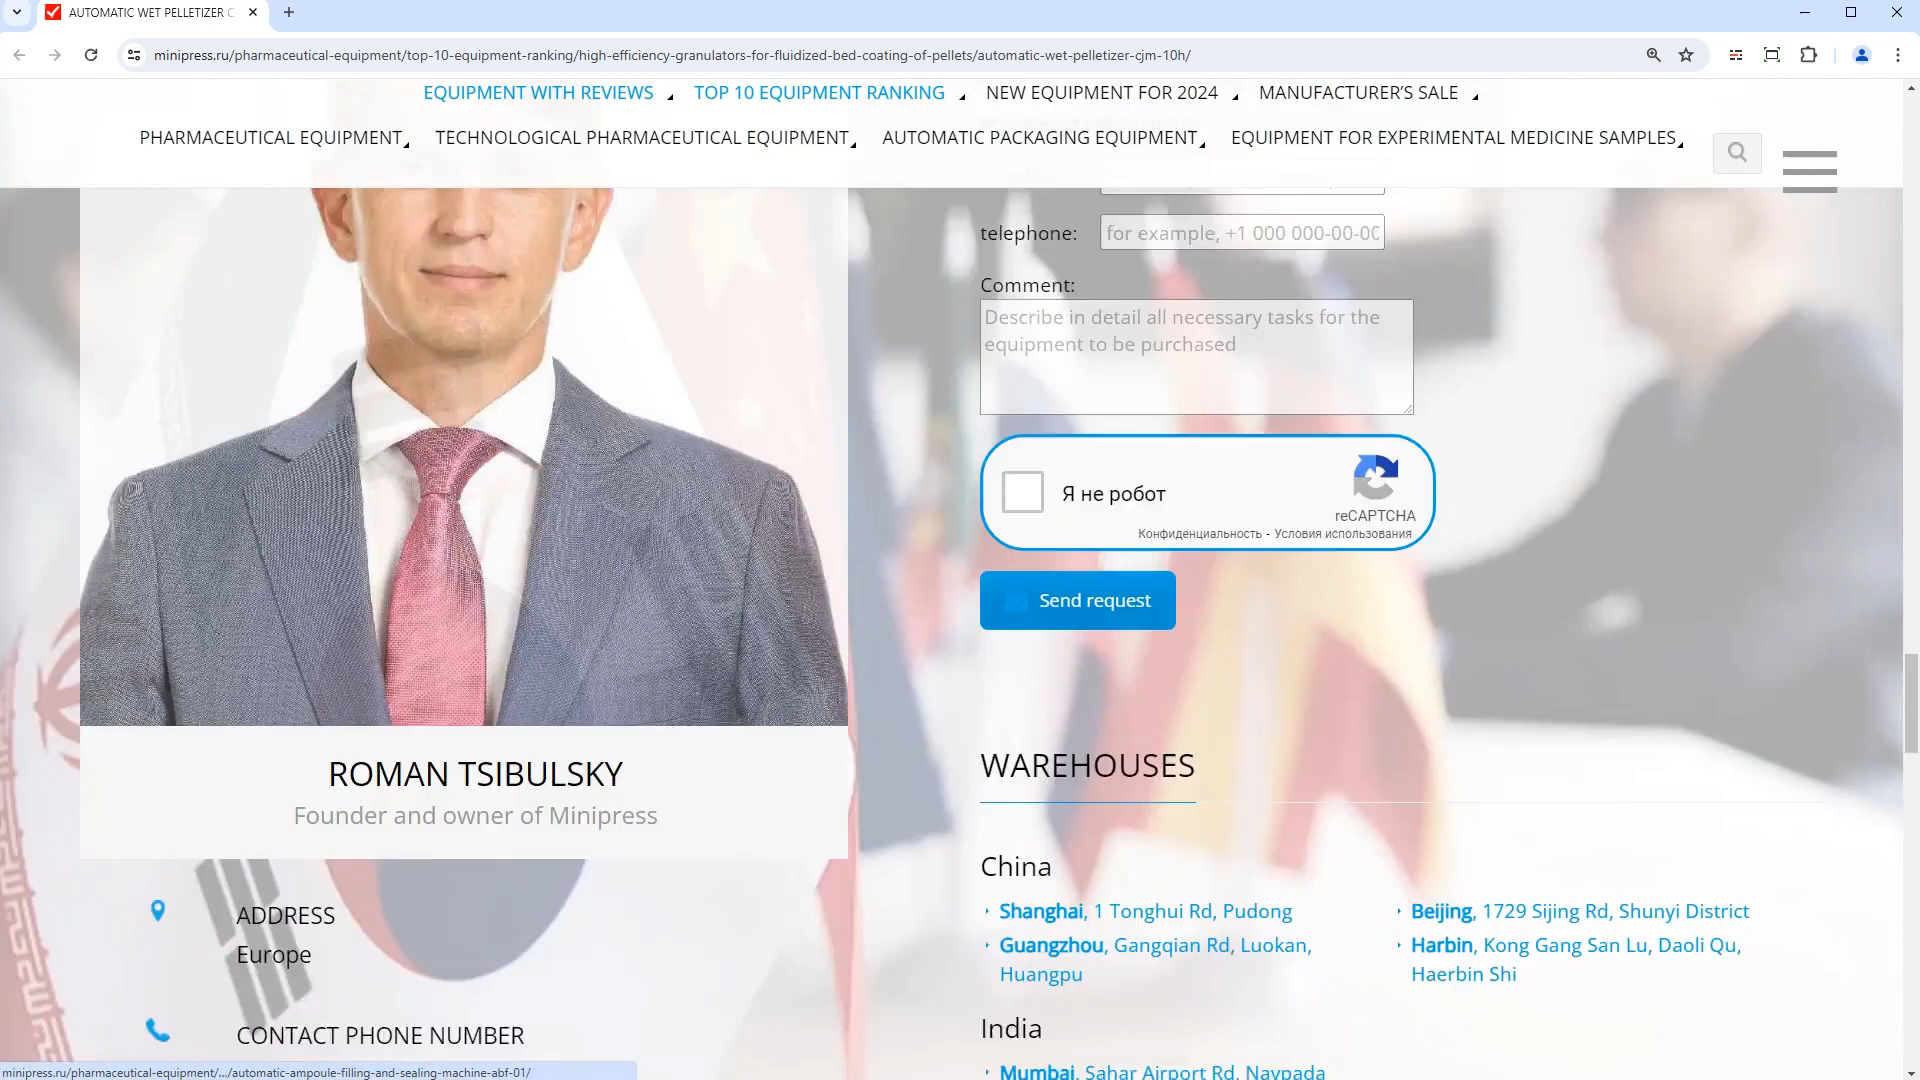 AUTOMATIC WET PELLETIZER C
minipress.ru/pharmaceutical-equipment/top-10-equipment-ranking/high-efficiency-granulators-for-fluidized-bed-coating-of-pellets/automatic-wet-pelletizer-cjm-10h/
EQUIPMENT WITH REVIEWS TOP 10 EQUIPMENT RANKING NEW EQUIPMENT FOR 2024 MANUFACTURER’S SALE
PHARMACEUTICAL EQUIPMENT TECHNOLOGICAL PHARMACEUTICAL EQUIPMENT AUTOMATIC PACKAGING EQUIPMENT EQUIPMENT FOR EXPERIMENTAL MEDICINE SAMPLES
telephone: for example, +1 000 000-00-00
Comment:
Describe in detail all necessary tasks for the
equipment to be purchased
Я не робот
reCAPTCHA
Конфиденциальность - Условия использования
Send request
ROMAN TSIBULSKY
Founder and owner of Minipress
ADDRESS
Europe
CONTACT PHONE NUMBER
WAREHOUSES
China
Shanghai, 1 Tonghui Rd, Pudong
Guangzhou, Gangqian Rd, Luokan,
Huangpu
Beijing, 1729 Sijing Rd, Shunyi District
Harbin, Kong Gang San Lu, Daoli Qu,
Haerbin Shi
India
Mumbai, Sahar Airport Rd, Navpada
minipress.ru/pharmaceutical-equipment/.../automatic-ampoule-filling-and-sealing-machine-abf-01/